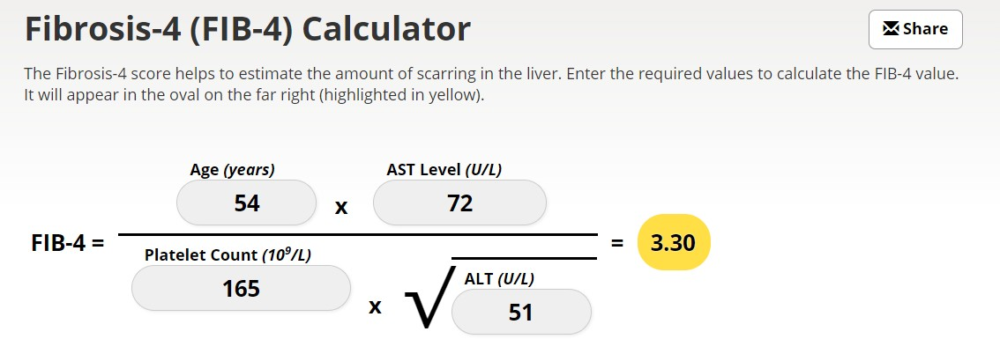 Fibrosis-4 (FIB-4) Calculator
Share
The Fibrosis-4 score helps to estimate the amount of scarring in the liver. Enter the required values to calculate the FIB-4 value.
It will appear in the oval on the far right (highlighted in yellow).
Age (years)
AST Level (U/L)
54 x 72
FIB-4 =
Platelet Count (10⁹/L)
165
x √
ALT (U/L)
51
= 3.30